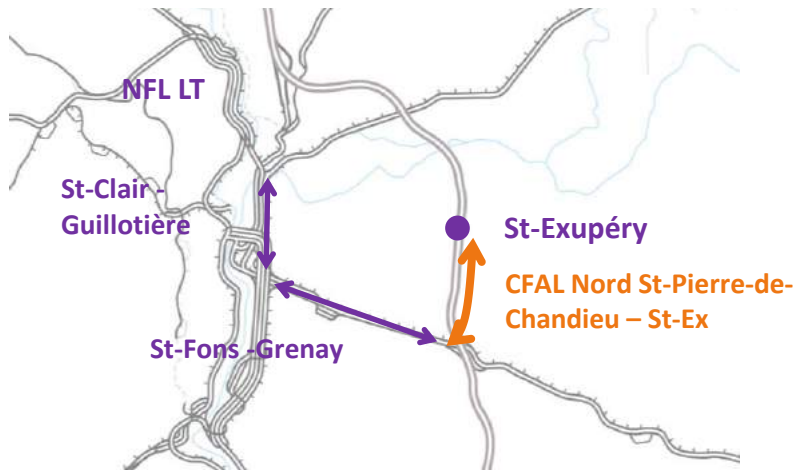 NFL LT
St-Clair -
Guillotière
St-Exupéry
CFAL Nord St-Pierre-de-
Chandieu – St-Ex
St-Fons -Grenay